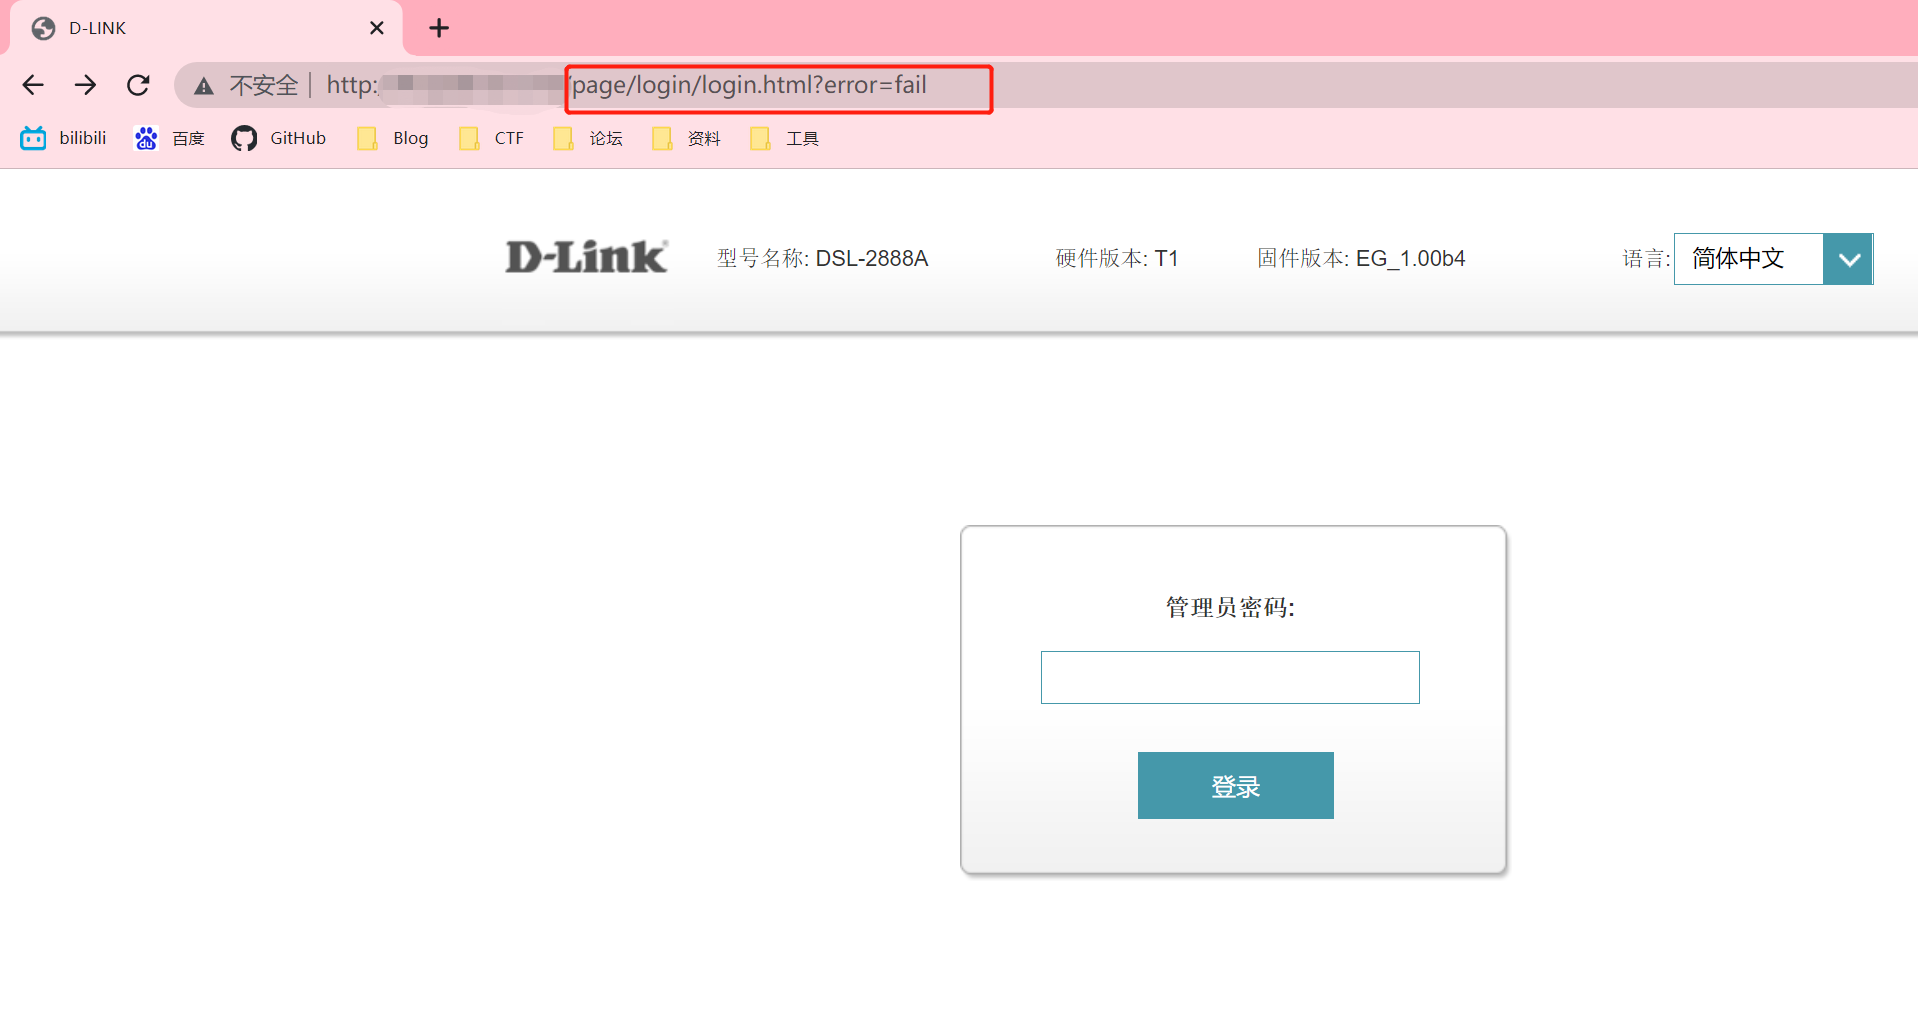 D-LINK
不安全 http: /page/login/login.html?error=fail
bilibili 百度 GitHub Blog CTF 论坛 资料 工具
D-Link 型号名称: DSL-2888A 硬件版本: T1 固件版本: EG_1.00b4 语言: 简体中文
管理员密码:
登录